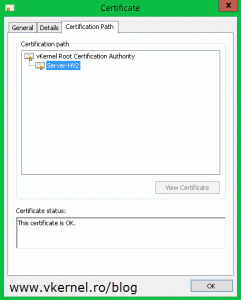 Certificate
General Details Certification Path
Certification path
vKernel Root Certification Authority
Server-HV2
View Certificate
Certificate status:
This certificate is OK.
www.vkernel.ro/blog
OK